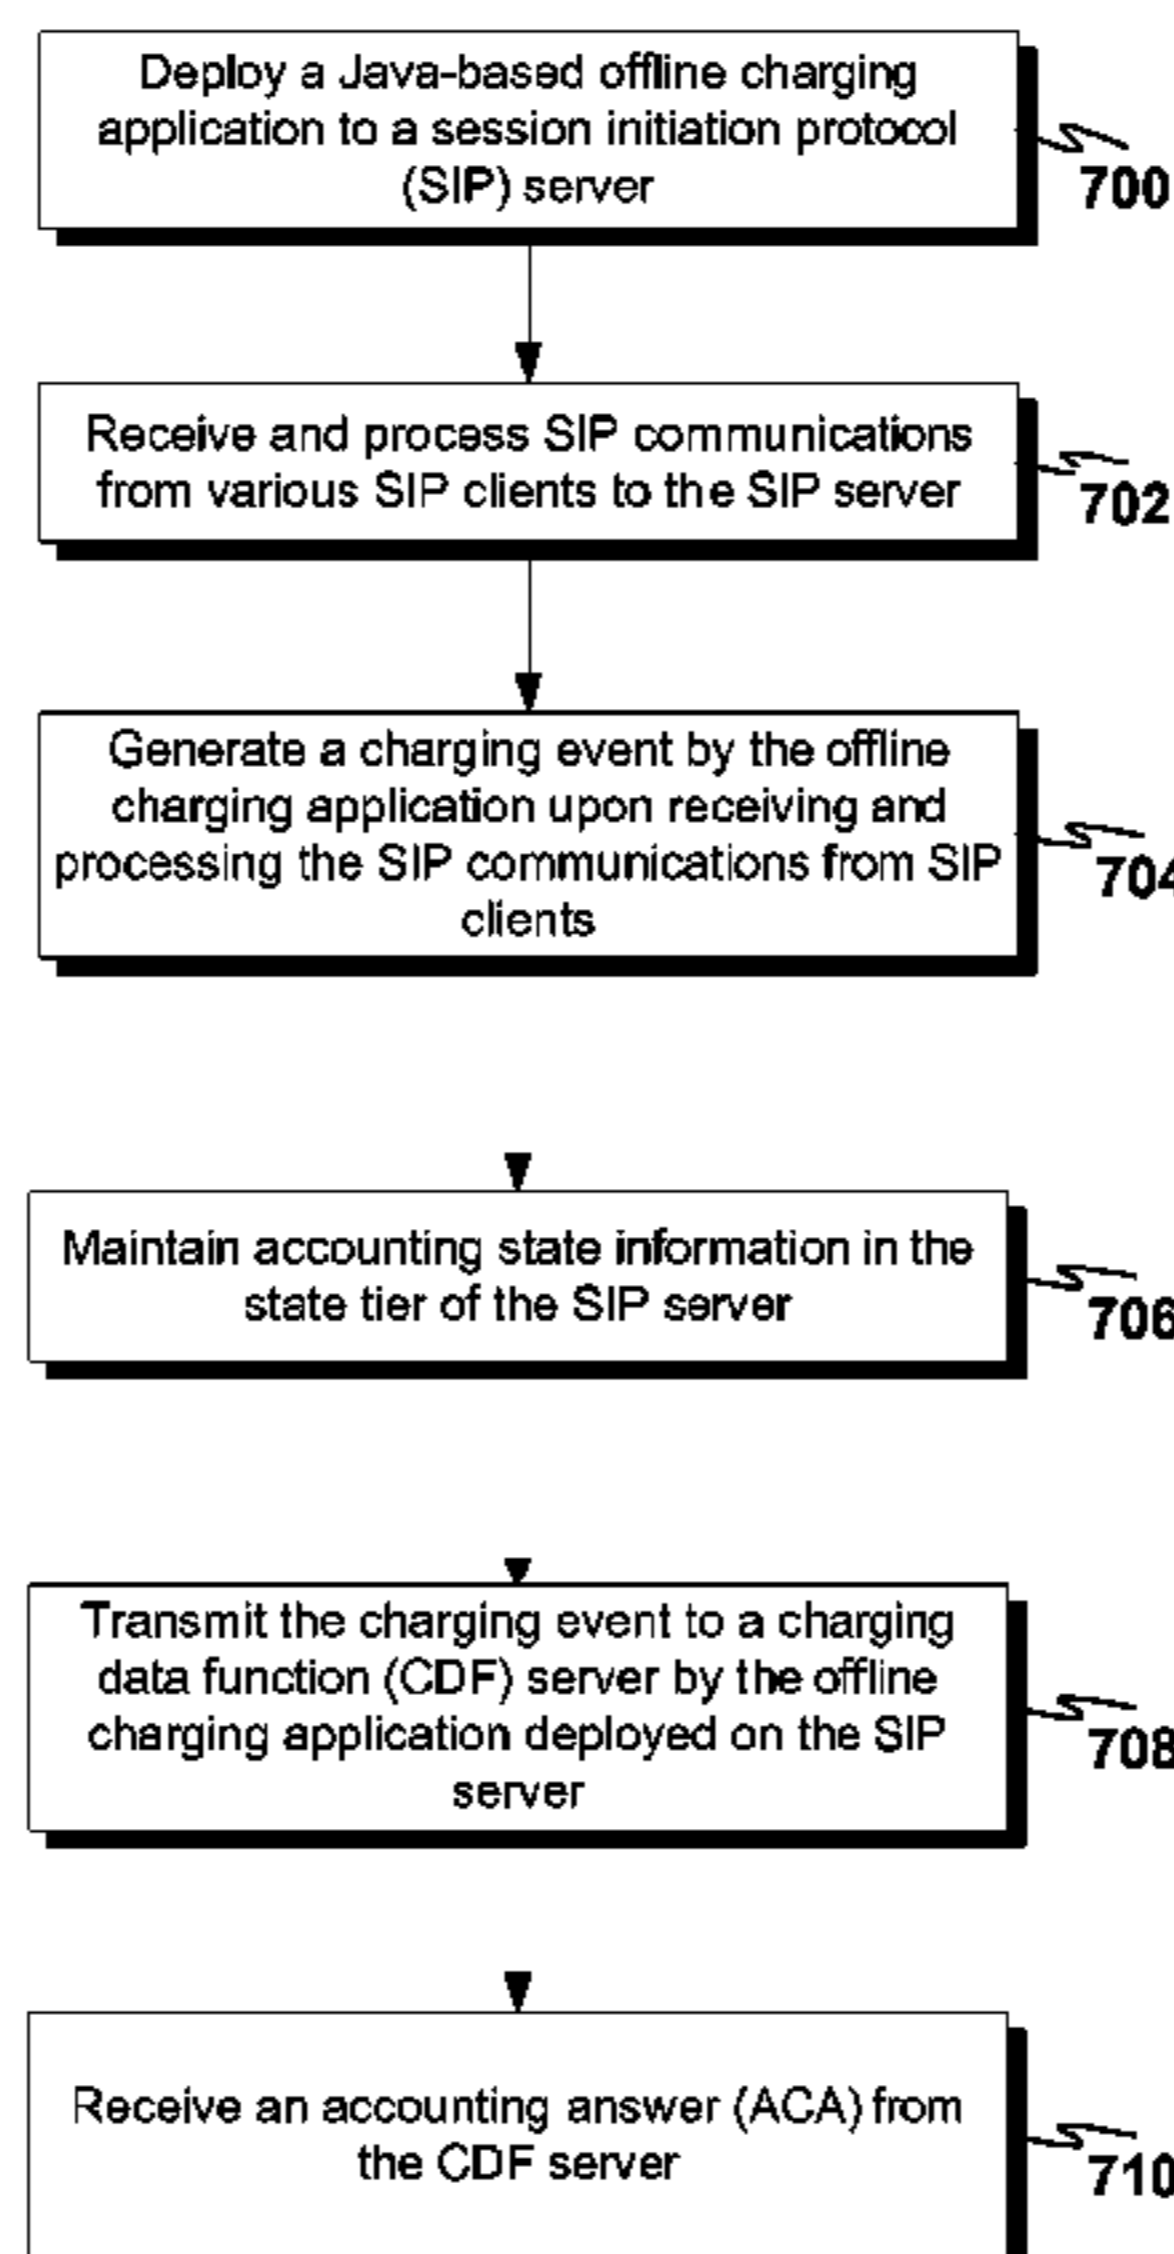 Deploy a Java-based offline charging
application to a session initiation protocol
(SIP) server
700
Receive and process SIP communications
from various SIP clients to the SIP server
702
Generate a charging event by the offline
charging application upon receiving and
processing the SIP communications from SIP
clients
704
Maintain accounting state information in the
state tier of the SIP server
706
Transmit the charging event to a charging
data function (CDF) server by the offline
charging application deployed on the SIP
server
708
Receive an accounting answer (ACA) from
the CDF server
710